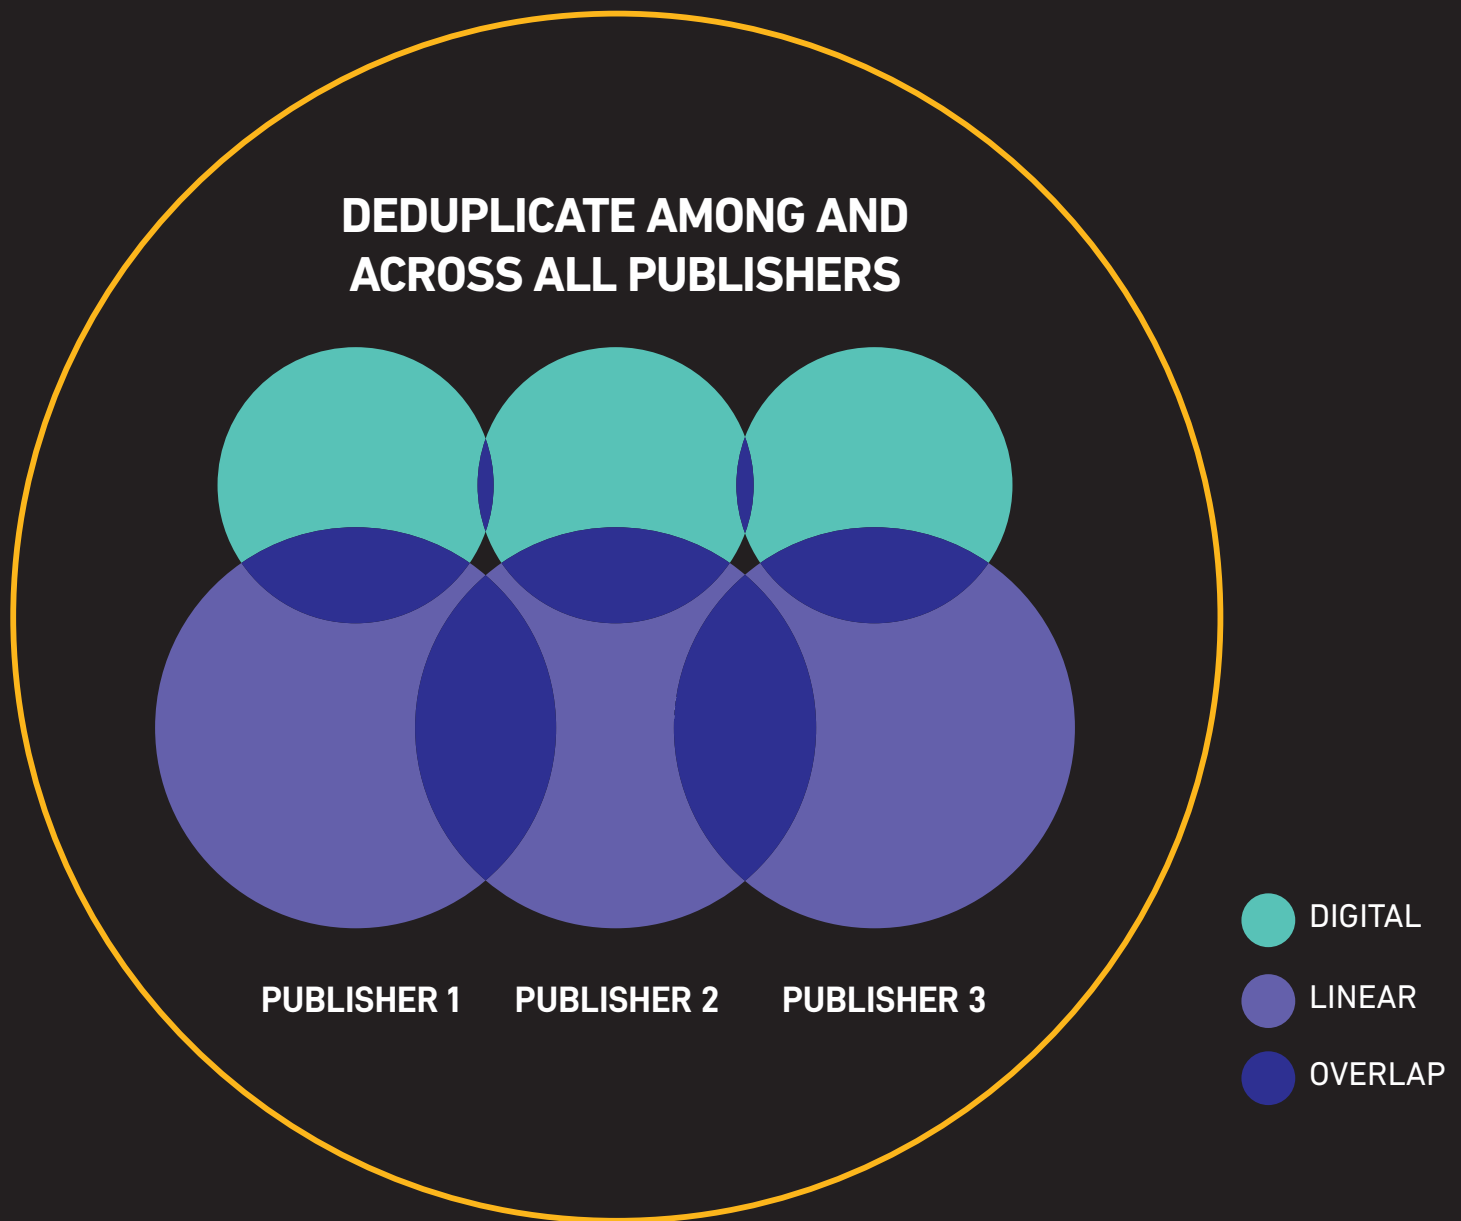 DEDUPLICATE AMONG AND
ACROSS ALL PUBLISHERS
PUBLISHER 1
PUBLISHER 2
PUBLISHER 3
DIGITAL
LINEAR
OVERLAP